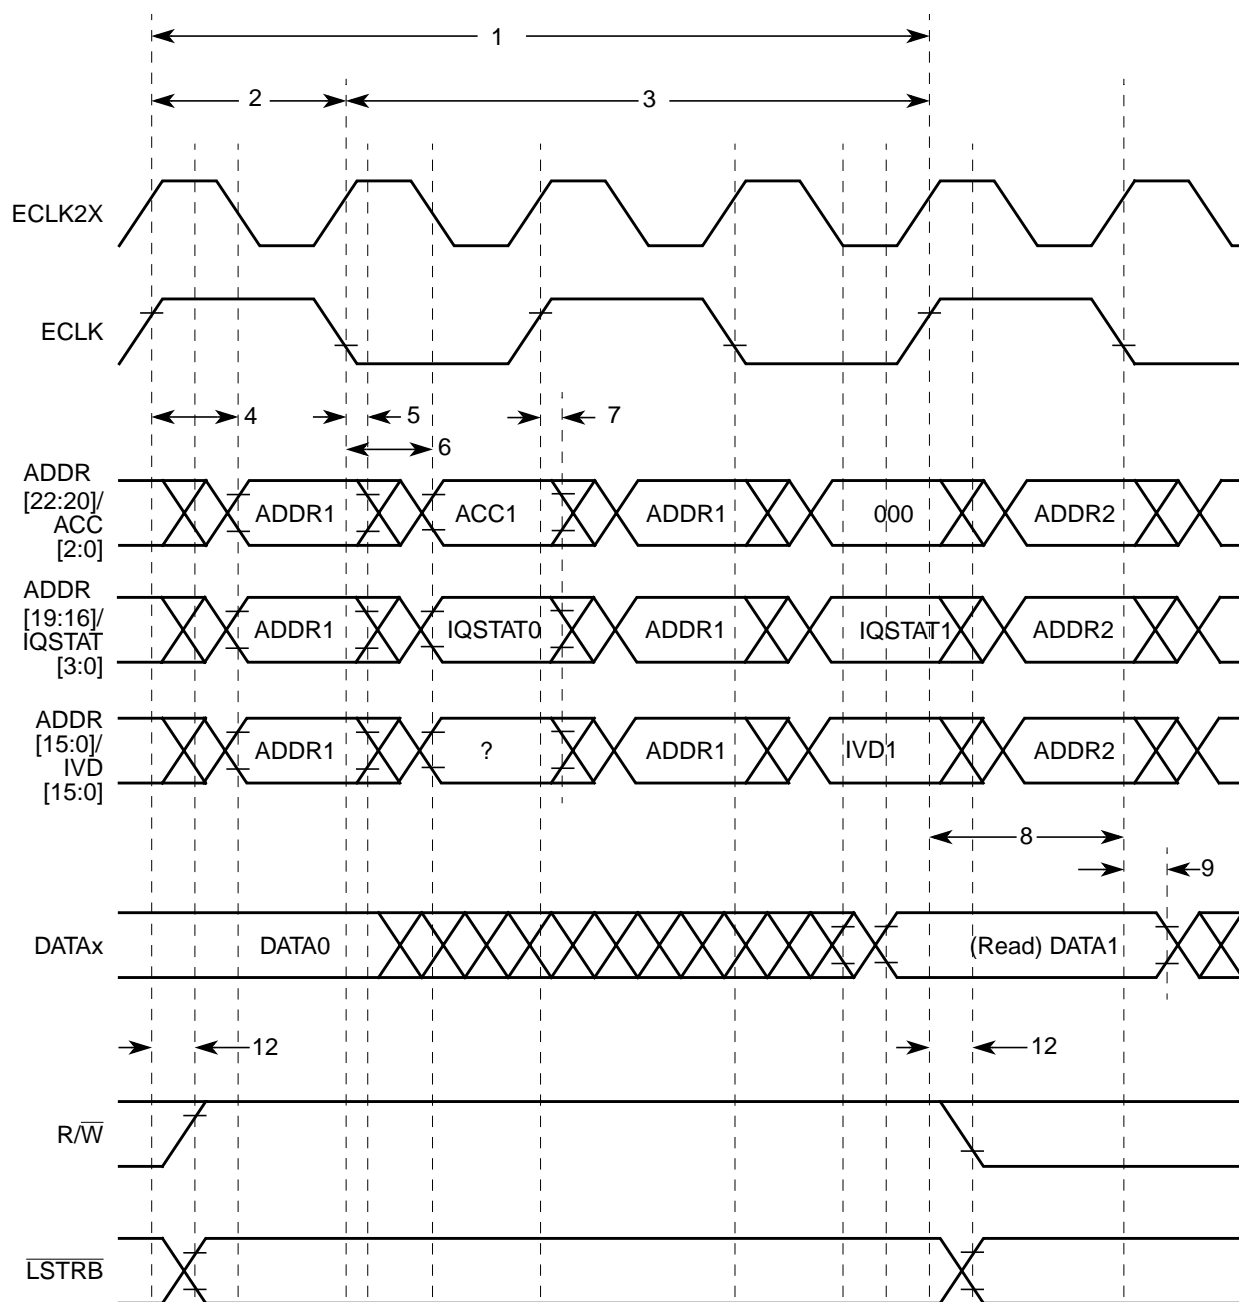 1
2 3
ECLK2X
ECLK
4 5 7
6
ADDR
[22:20]/
ACC
[2:0]
ADDR1 ACC1 ADDR1 000 ADDR2
ADDR
[19:16]/
IQSTAT
[3:0]
ADDR1 IQSTAT0 ADDR1 IQSTAT1 ADDR2
ADDR
[15:0]/
IVD
[15:0]
ADDR1 ? ADDR1 IVD1 ADDR2
8
9
DATAx DATA0 (Read) DATA1
12 12
R/W̅
L̅S̅T̅R̅B̅